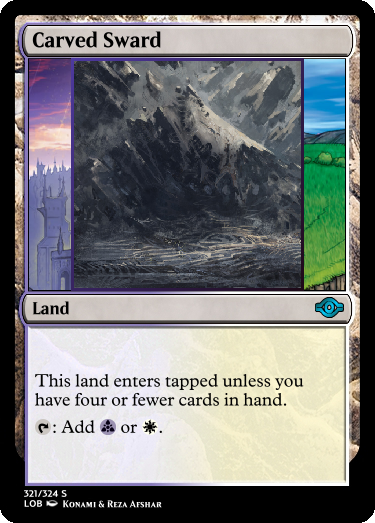 Carved Sward
Land
This land enters tapped unless you
have four or fewer cards in hand.
: Add or .
321/324 S
LOB Konami & Reza Afshar